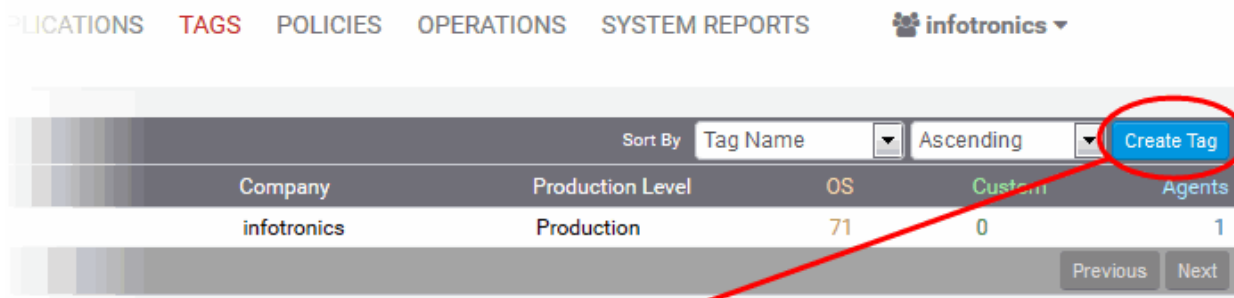 TAGS POLICIES OPERATIONS SYSTEM REPORTS infotronics
Sort By Tag Name Ascending Create Tag
Company Production Level OS Custom Agents
infotronics Production 71 0 1
Previous Next